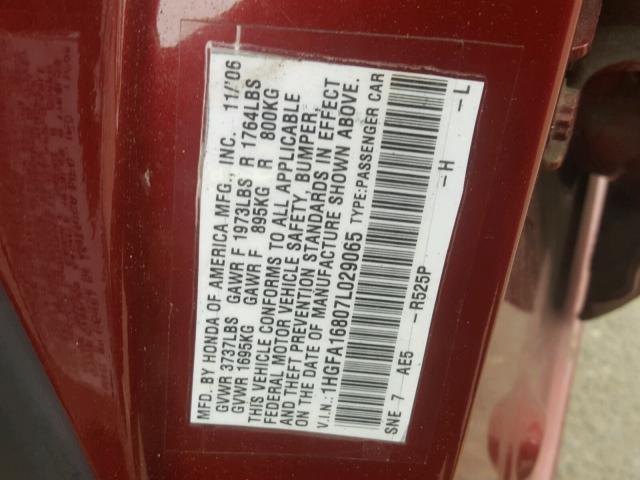 MFD. BY HONDA OF AMERICA MFG., INC. 11/'06
GVWR 3737LBS GAWR F 1973LBS R 1764LBS
GVWR 1695KG GAWR F 895KG R 800KG
THIS VEHICLE CONFORMS TO ALL APPLICABLE
FEDERAL MOTOR VEHICLE SAFETY, BUMPER,
AND THEFT PREVENTION STANDARDS IN EFFECT
ON THE DATE OF MANUFACTURE SHOWN ABOVE.
V.I.N.:1HGFA16807L029065 TYPE:PASSENGER CAR
SNE-7 AE5 -R525P -H -L